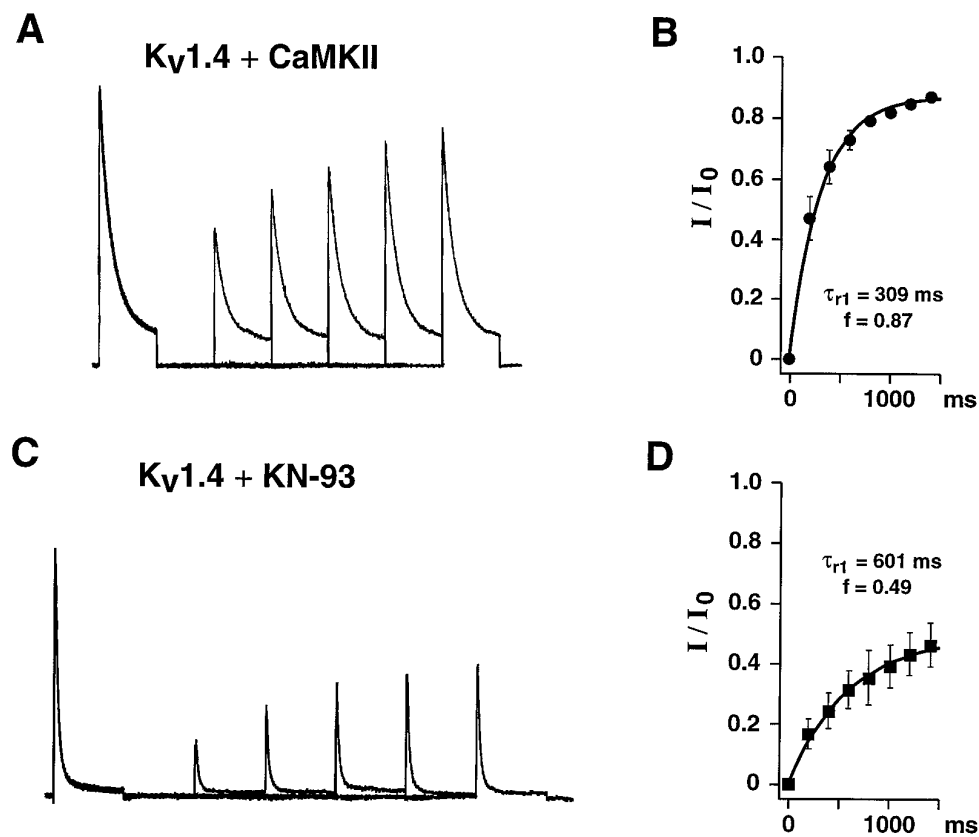 A
Kv1.4 + CaMKII
B
1.0
0.8
0.6
0.4
0.2
0
I / I0
τr1 = 309 ms
f = 0.87
0 1000 ms
C
Kv1.4 + KN-93
D
1.0
0.8
0.6
0.4
0.2
0
I / I0
τr1 = 601 ms
f = 0.49
0 1000 ms